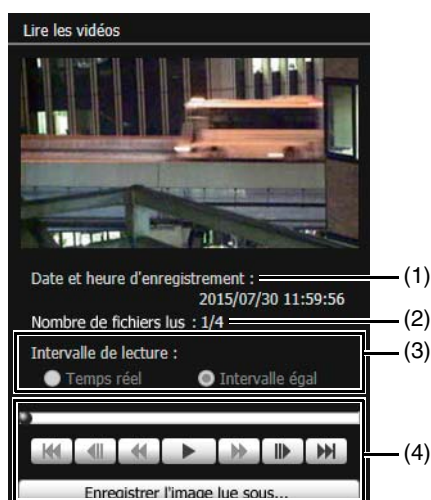 Lire les vidéos
Date et heure d'enregistrement : (1)
2015/07/30 11:59:56
Nombre de fichiers lus : 1/4 (2)
Intervalle de lecture : (3)
Temps réel Intervalle égal
(4)
Enregistrer l'image lue sous...